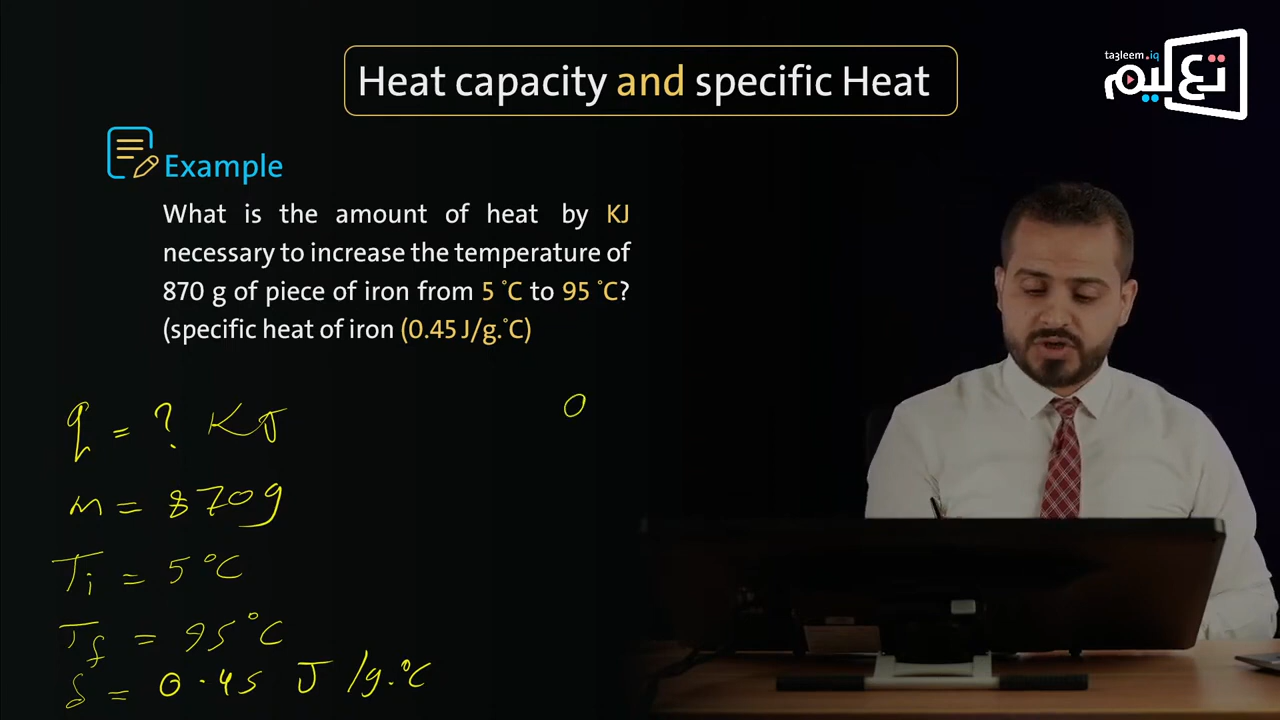 Heat capacity and specific Heat
ta3leem.iq
تعليم
Example
What is the amount of heat by KJ
necessary to increase the temperature of
870 g of piece of iron from 5 °C to 95 °C?
(specific heat of iron (0.45 J/g.°C)
q = ? KJ
m = 870g
Ti = 5°C
Tf = 95°C
S = 0.45 J /g.°C
0